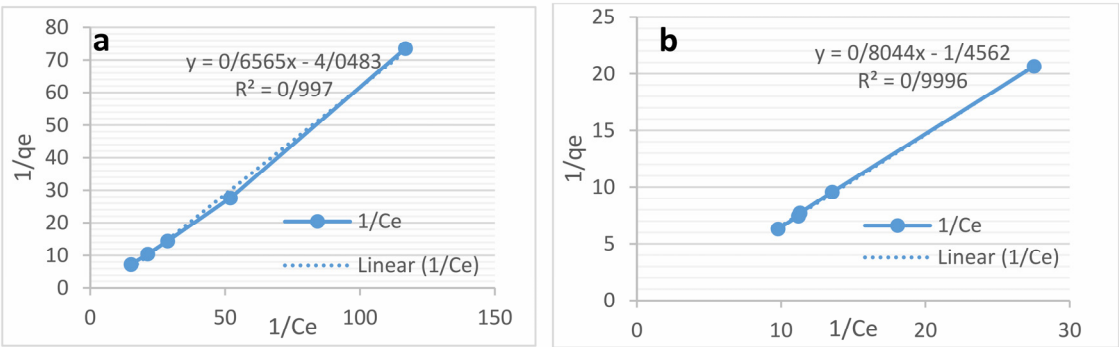 a
80
70
60
50
40
30
20
10
0
1/qe
y = 0/6565x - 4/0483
R² = 0/997
1/Ce
Linear (1/Ce)
0
50
100
150
1/Ce
b
25
20
15
10
5
0
1/qe
y = 0/8044x - 1/4562
R² = 0/9996
1/Ce
Linear (1/Ce)
0
10
20
30
1/Ce